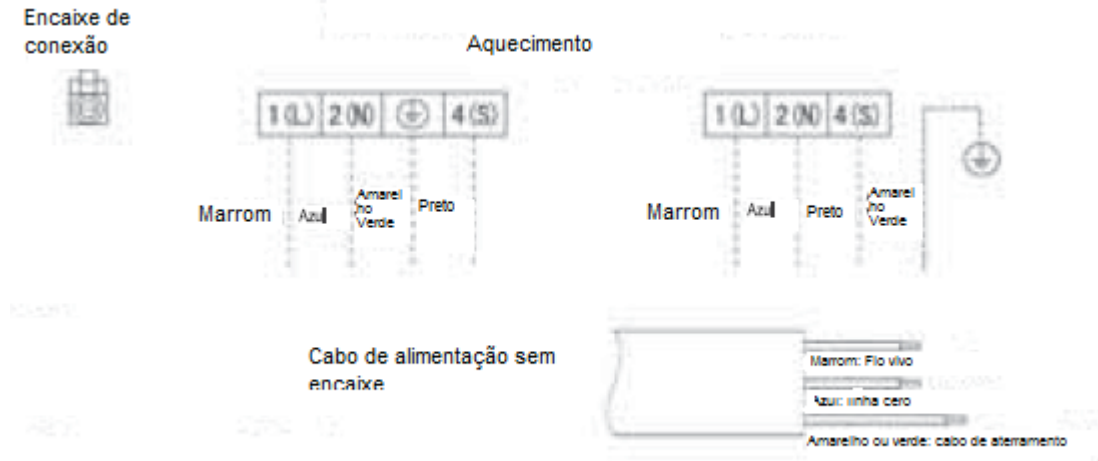 Encaixe de
conexão
Aquecimento
1(L) 2(N) 4(S)
1(L) 2(N) 4(S)
Marrom
Azul
Amarel
ho
Verde
Preto
Marrom
Azul
Preto
Amarel
ho
Verde
Cabo de alimentação sem
encaixe
Marrom: Fio vivo
Azul: linha cero
Amarelho ou verde: cabo de aterramento